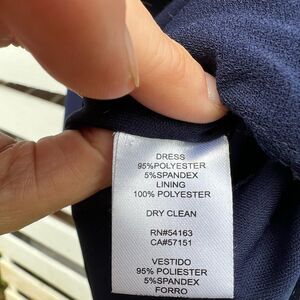 DRESS
95%POLYESTER
5%SPANDEX
LINING
100% POLYESTER
DRY CLEAN
RN#54163
CA#57151
VESTIDO
95% POLIESTER
5%SPANDEX
FORRO